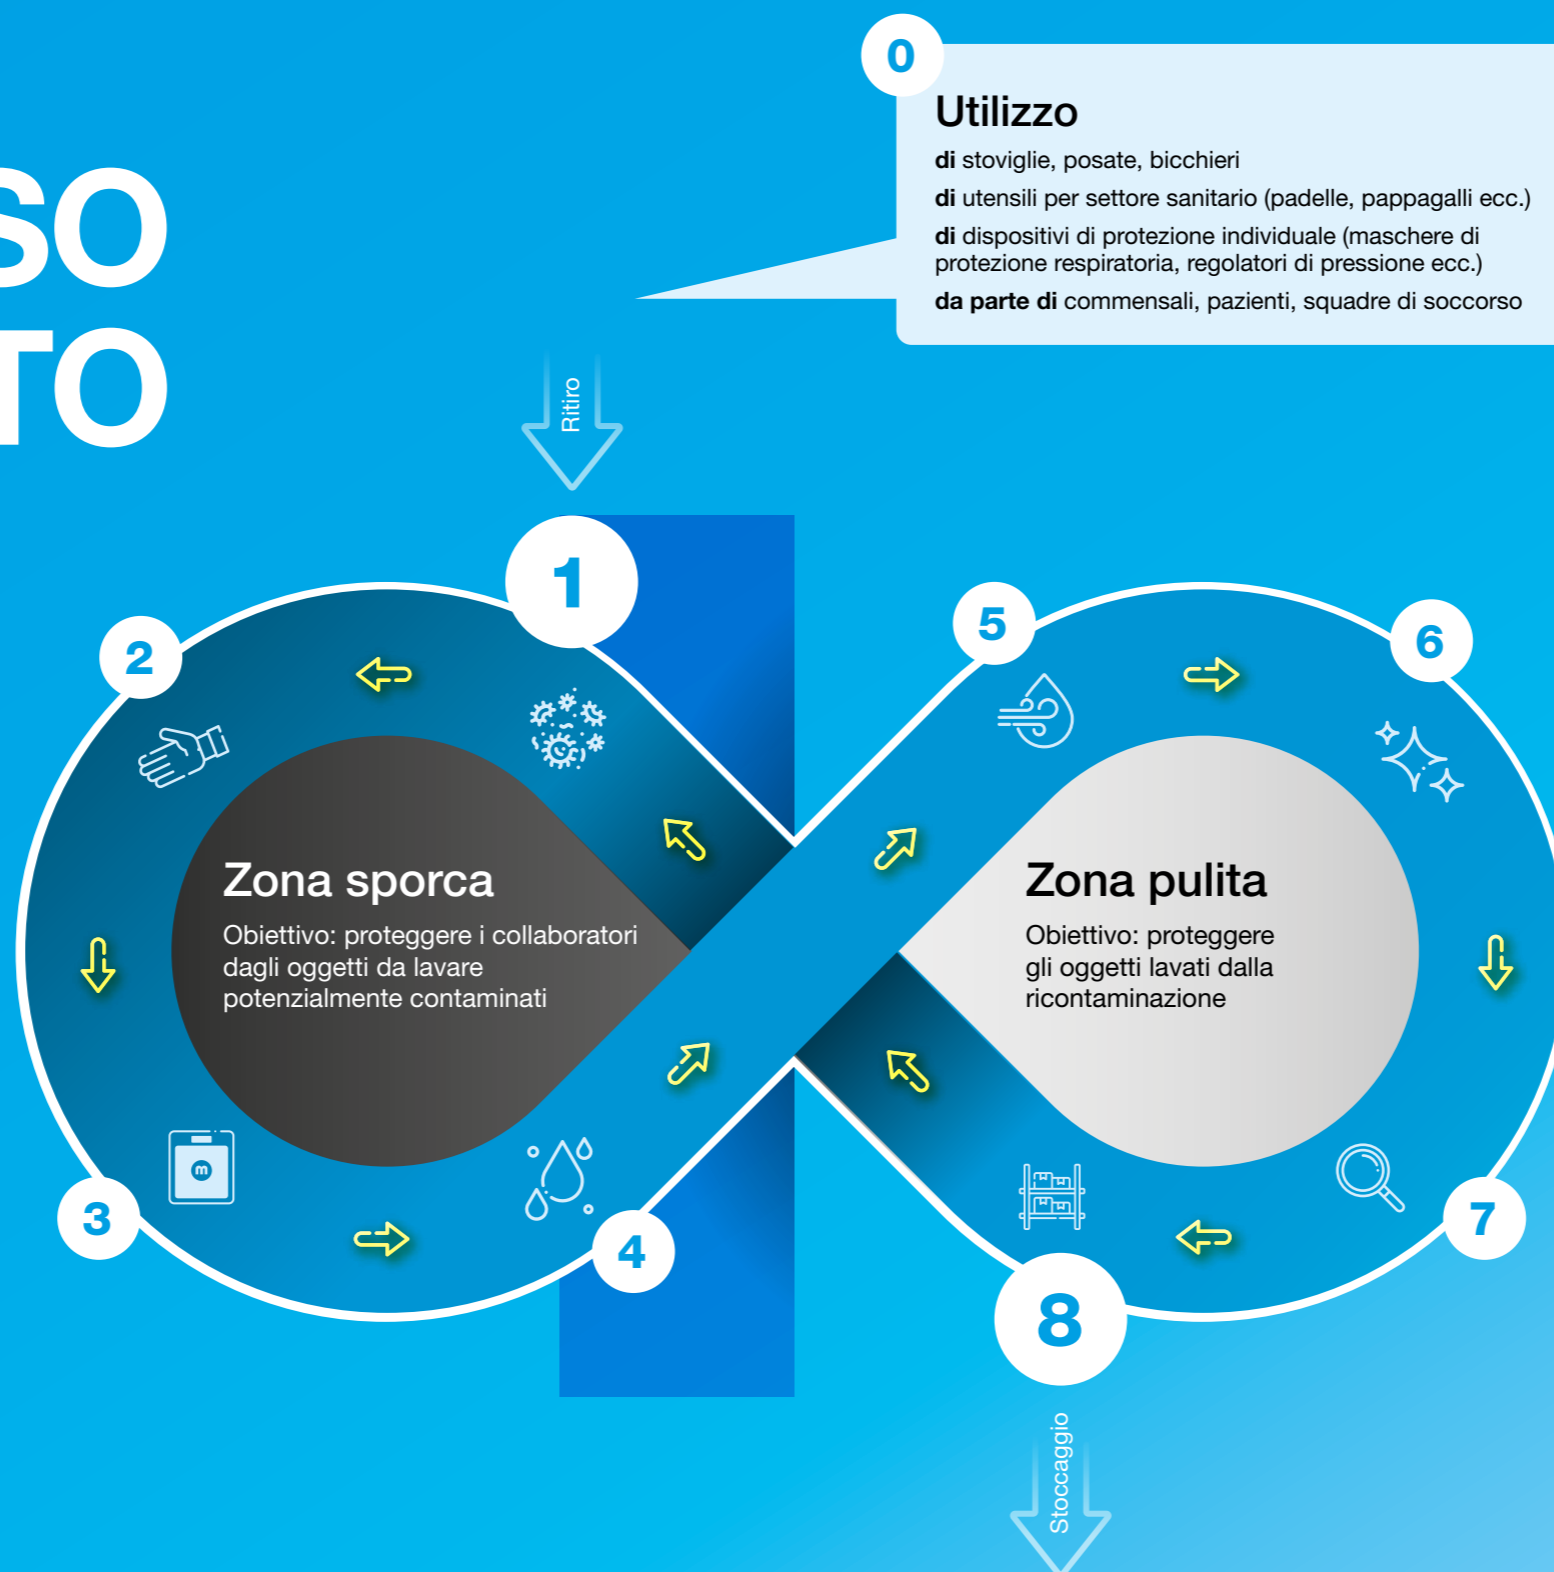 SO
TO
0
Utilizzo
di stoviglie, posate, bicchieri
di utensili per settore sanitario (padelle, pappagalli ecc.)
di dispositivi di protezione individuale (maschere di
protezione respiratoria, regolatori di pressione ecc.)
da parte di commensali, pazienti, squadre di soccorso
Ritiro
1
2
5
6
Zona sporca
Obiettivo: proteggere i collaboratori
dagli oggetti da lavare
potenzialmente contaminati
Zona pulita
Obiettivo: proteggere
gli oggetti lavati dalla
ricontaminazione
m
3
4
7
8
Stoccaggio